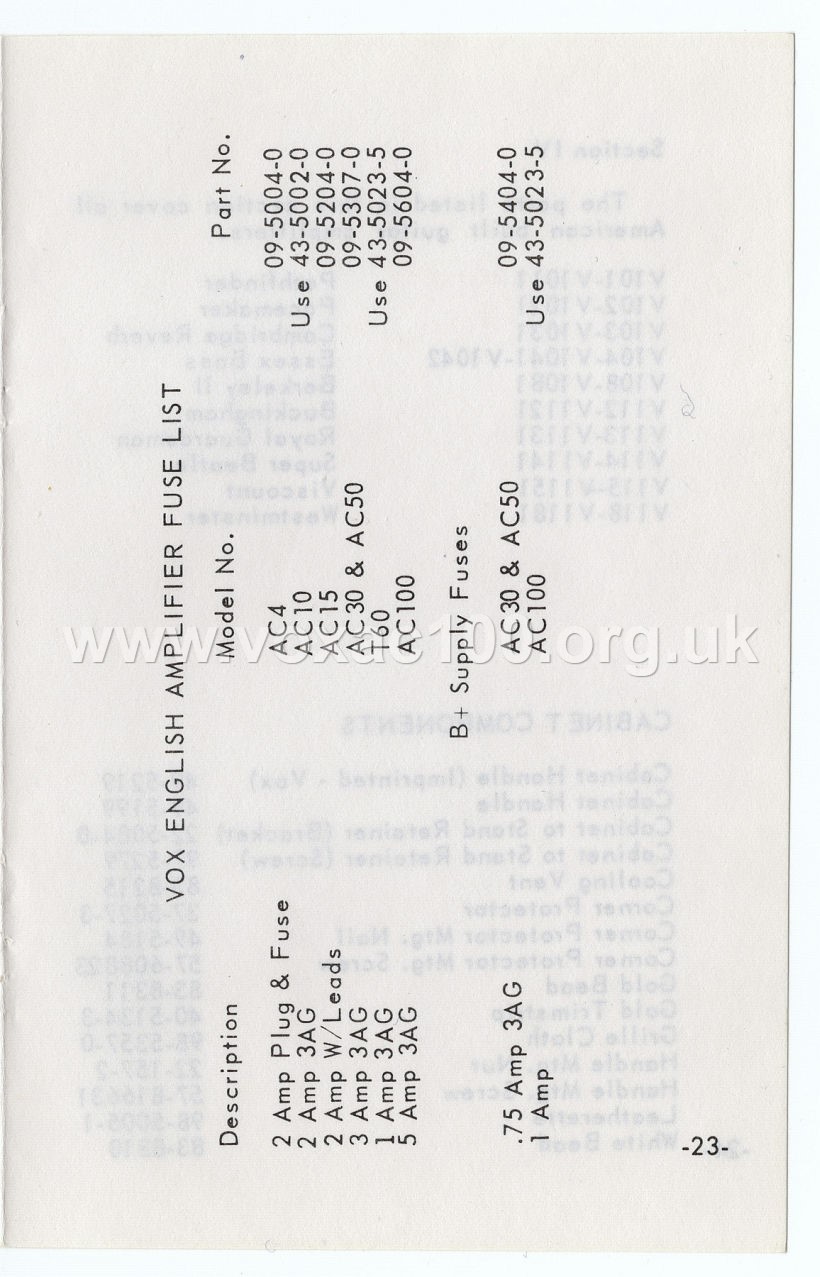 VOX ENGLISH AMPLIFIER FUSE LIST
Description Model No. Part No.
2 Amp Plug & Fuse AC4 09-5004-0
2 Amp 3AG AC10 Use 43-5002-0
2 Amp W/Leads AC15 09-5204-0
3 Amp 3AG AC30 & AC50 09-5307-0
1 Amp 3AG T60 Use 43-5023-5
5 Amp 3AG AC100 09-5604-0
B+ Supply Fuses
.75 Amp 3AG AC30 & AC50 09-5404-0
1 Amp AC100 Use 43-5023-5
-23-
www.voxac100.org.uk